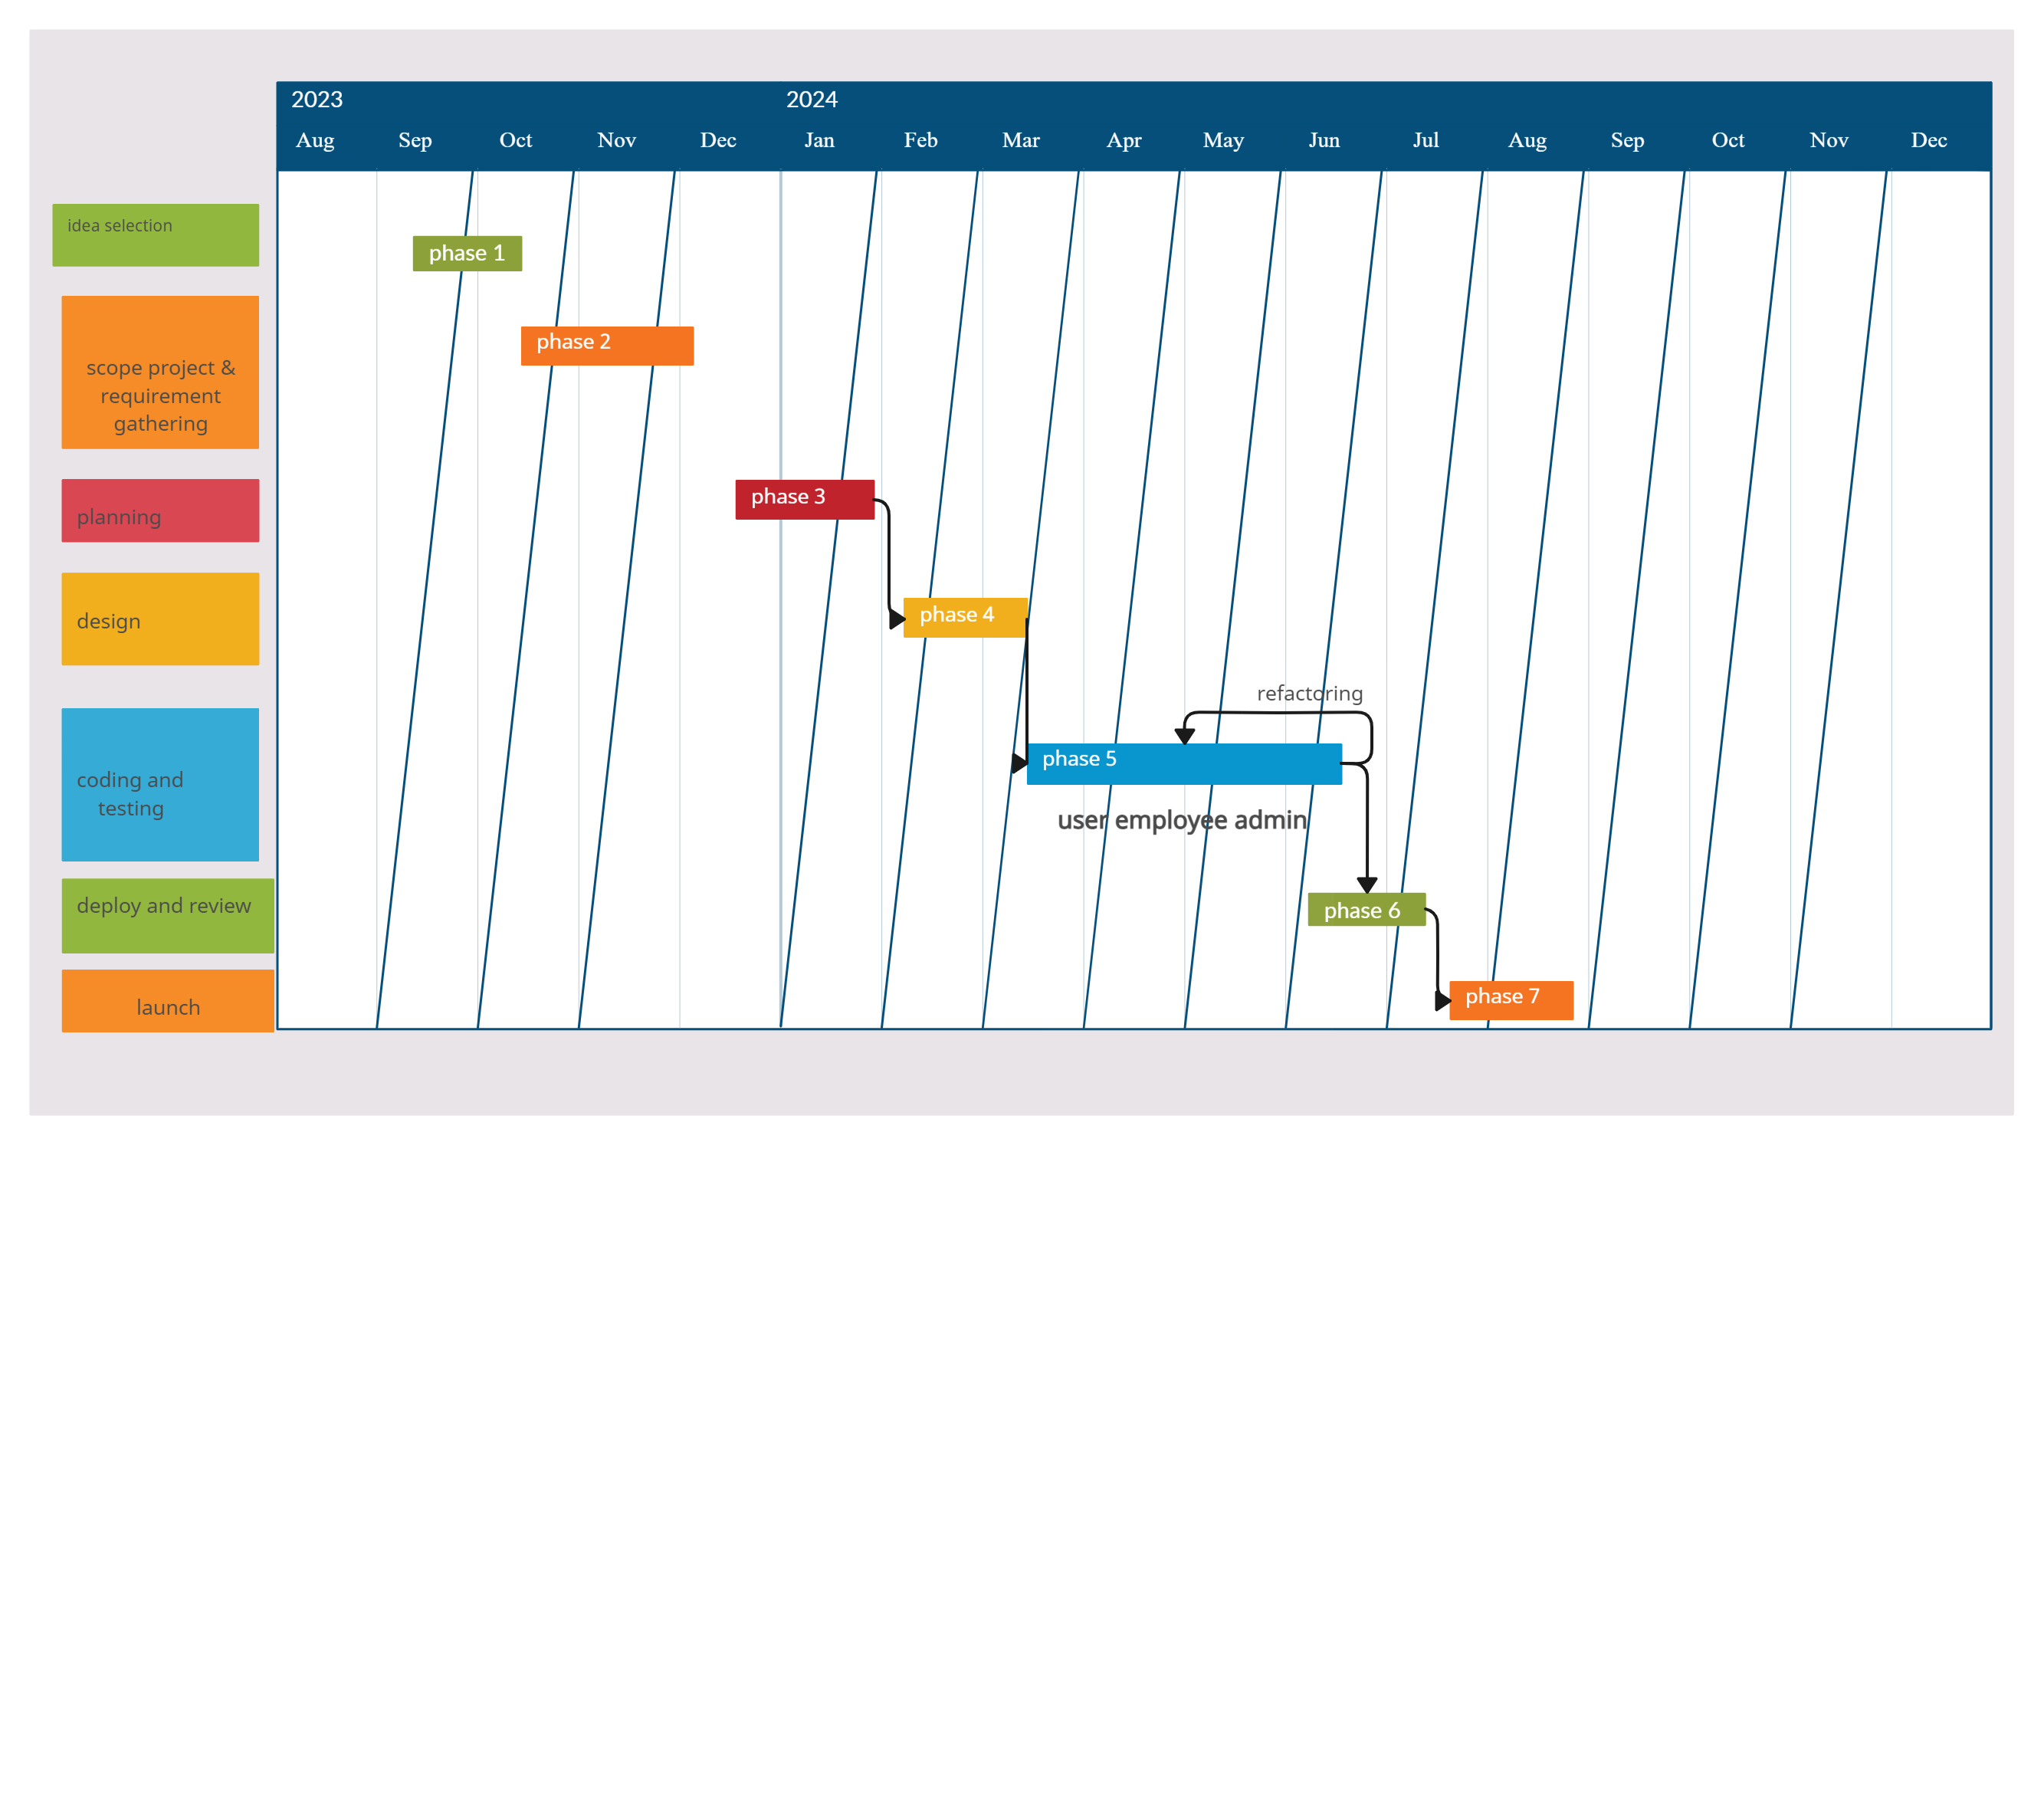 2023 2024
Aug Sep Oct Nov Dec Jan Feb Mar Apr May Jun Jul Aug Sep Oct Nov Dec
idea selection
phase 1
phase 2
scope project &
requirement
gathering
phase 3
planning
phase 4
design
refactoring
phase 5
coding and
testing
user employee admin
deploy and review
phase 6
phase 7
launch